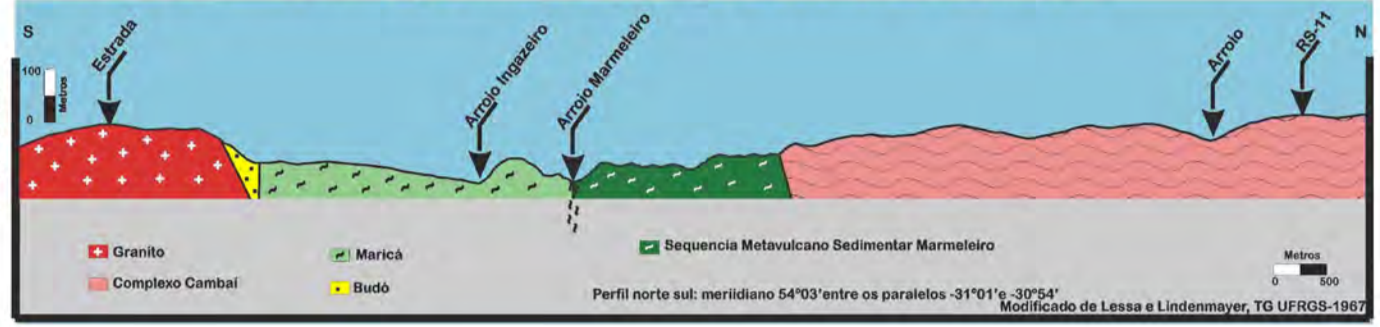 S
N
Estrada
Arroio Ingazeiro
Arroio Marmeleiro
Arroio
RS-11
100
0
Metros
Granito
Complexo Cambaí
Maricá
Budó
Sequencia Metavulcano Sedimentar Marmeleiro
Metros
0 500
Perfil norte sul: meriidiano 54°03'entre os paralelos -31°01'e -30°54'
Modificado de Lessa e Lindenmayer, TG UFRGS-1967